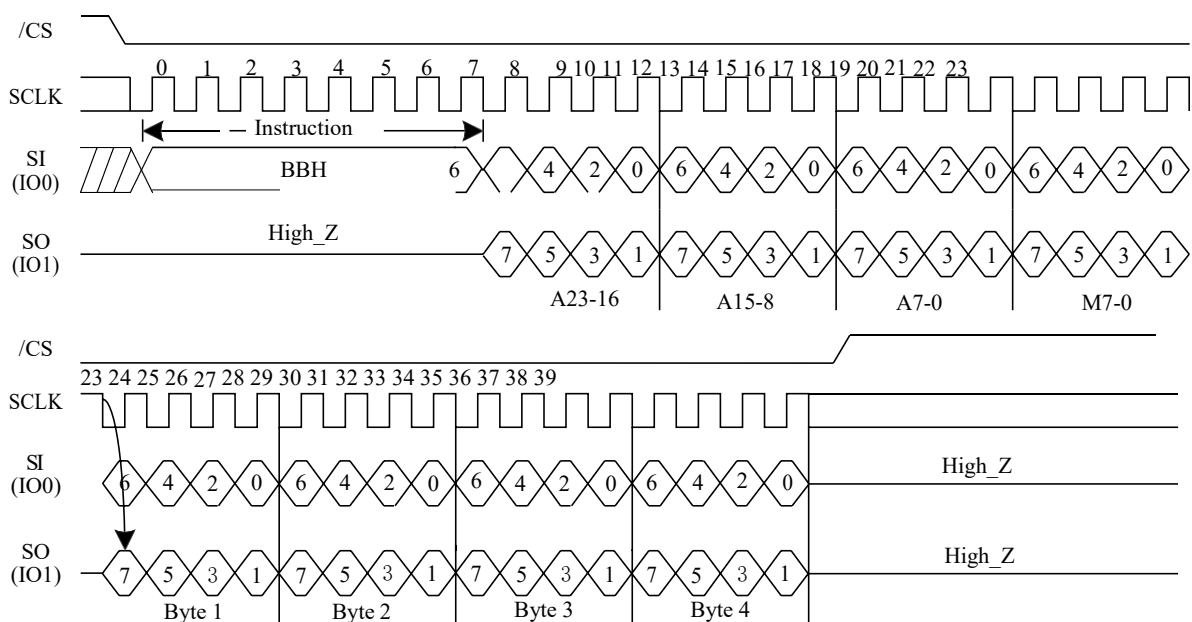 /CS
0 1 2 3 4 5 6 7 8 9 10 11 12 13 14 15 16 17 18 19 20 21 22 23
SCLK
Instruction
SI
(IO0)
BBH 6 4 2 0 6 4 2 0 6 4 2 0 6 4 2 0
SO
(IO1)
High_Z 7 5 3 1 7 5 3 1 7 5 3 1 7 5 3 1
A23-16 A15-8 A7-0 M7-0
/CS
23 24 25 26 27 28 29 30 31 32 33 34 35 36 37 38 39
SCLK
SI
(IO0)
6 4 2 0 6 4 2 0 6 4 2 0 6 4 2 0 High_Z
SO
(IO1)
7 5 3 1 7 5 3 1 7 5 3 1 7 5 3 1 High_Z
Byte 1 Byte 2 Byte 3 Byte 4